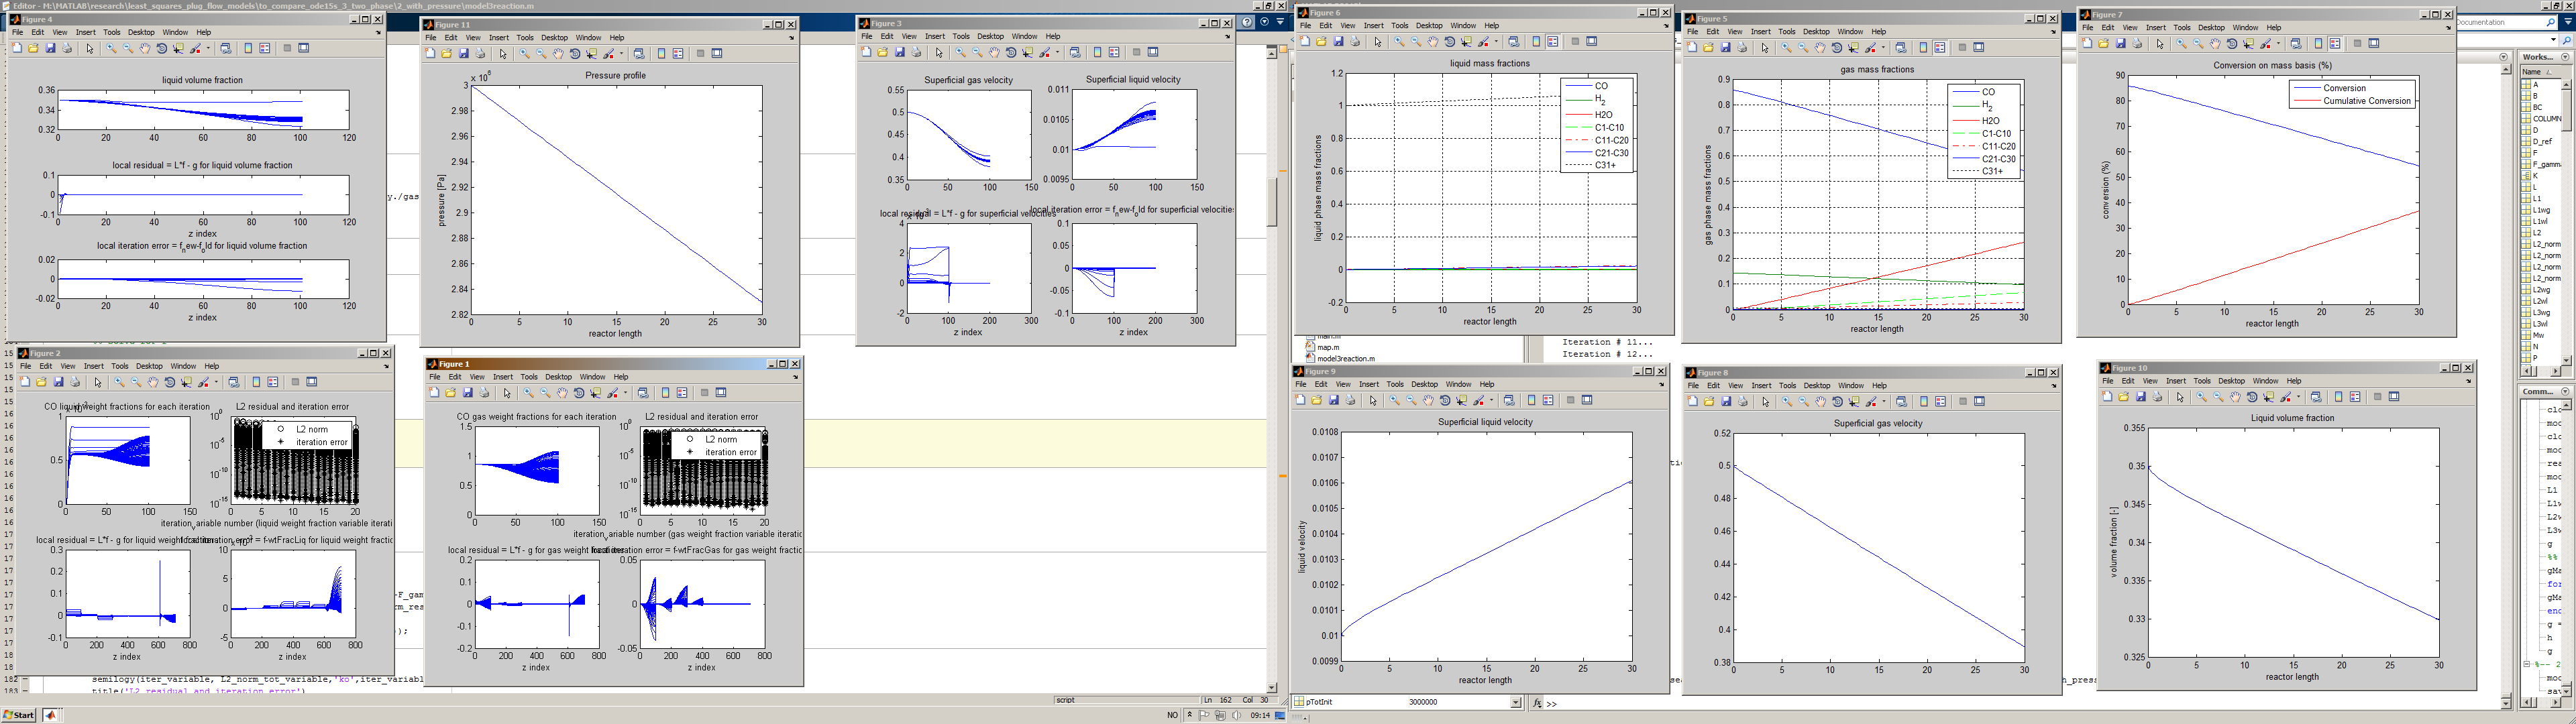 Editor - M:\MATLAB\research\least_squares_plug_flow_models\to_compare_ode15s_3_two_phase\2_with_pressure\model3reaction.m
Figure 4
File Edit View Insert Tools Desktop Window Help
liquid volume fraction
0.36
0.34
0.32
0 20 40 60 80 100 120
local residual = L*f - g for liquid volume fraction
0.1
0
-0.1
0 20 40 60 80 100 120
z index
local iteration error = fnew-fold for liquid volume fraction
0.02
0
-0.02
0 20 40 60 80 100 120
z index
Figure 11
File Edit View Insert Tools Desktop Window Help
Pressure profile
x 10^6
3
2.98
2.96
2.94
2.92
2.9
2.88
2.86
2.84
2.82
pressure [Pa]
0 5 10 15 20 25 30
reactor length
Figure 3
File Edit View Insert Tools Desktop Window Help
Superficial gas velocity
0.55
0.5
0.45
0.4
0.35
0 50 100 150
Superficial liquid velocity
0.011
0.0105
0.01
0.0095
0 50 100 150
local residual = L*f - g for superficial velocities
4
2
0
-2
0 100 200 300
z index
local iteration error = fnew-fold for superficial velocities
0.1
0.05
0
-0.05
-0.1
0 100 200 300
z index
Figure 6
File Edit View Insert Tools Desktop Window Help
liquid mass fractions
1.2
1
0.8
0.6
0.4
0.2
0
-0.2
liquid phase mass fractions
0 5 10 15 20 25 30
reactor length
CO
H2
H2O
C1-C10
C11-C20
C21-C30
C31+
Figure 5
File Edit View Insert Tools Desktop Window Help
gas mass fractions
0.9
0.8
0.7
0.6
0.5
0.4
0.3
0.2
0.1
0
gas phase mass fractions
0 5 10 15 20 25 30
reactor length
CO
H2
H2O
C1-C10
C11-C20
C21-C30
C31+
Figure 7
File Edit View Insert Tools Desktop Window Help
Conversion on mass basis (%)
90
80
70
60
50
40
30
20
10
0
conversion (%)
0 5 10 15 20 25 30
reactor length
Conversion
Cumulative Conversion
Documentation
Works...
Name
A
B
BC
COLUMN
D
D_ref
F
F_gamm
K
L
L1
L1wg
L1wl
L2
L2_norm
L2_norm
L2_norm
L2_norm
L2wg
L2wl
L3wg
L3wl
Mw
N
P
Figure 2
File Edit View Insert Tools Desktop Window Help
CO liquid weight fractions for each iteration
1
0.5
0
0 50 100 150
L2 residual and iteration error
10^0
10^-5
10^-10
10^-15
0 5 10 15 20
L2 norm
iteration error
iteration variable number (liquid weight fraction variable iterati
local residual = L*f - g for liquid weight fraction
0.3
0.2
0.1
0
-0.1
0 200 400 600 800
z index
local iteration error = f-wtFracLiq for liquid weight fractic
10
5
0
-5
0 200 400 600 800
z index
Figure 1
File Edit View Insert Tools Desktop Window Help
CO gas weight fractions for each iteration
1.5
1
0.5
0 50 100 150
L2 residual and iteration error
10^0
10^-5
10^-10
10^-15
0 5 10 15 20
L2 norm
iteration error
iteration variable number (gas weight fraction variable iteratio
local residual = L*f - g for gas weight fraction
0.2
0
-0.2
0 200 400 600 800
z index
local iteration error = f-wtFracGas for gas weight fractic
0.05
0
-0.05
0 200 400 600 800
z index
map.m
model3reaction.m
Iteration # 11...
Iteration # 12...
Figure 9
File Edit View Insert Tools Desktop Window Help
Superficial liquid velocity
0.0108
0.0107
0.0106
0.0105
0.0104
0.0103
0.0102
0.0101
0.01
0.0099
liquid velocity
0 5 10 15 20 25 30
reactor length
Figure 8
File Edit View Insert Tools Desktop Window Help
Superficial gas velocity
0.52
0.5
0.48
0.46
0.44
0.42
0.4
0.38
0 5 10 15 20 25 30
reactor length
Figure 10
File Edit View Insert Tools Desktop Window Help
Liquid volume fraction
0.355
0.35
0.345
0.34
0.335
0.33
0.325
volume fraction [-]
0 5 10 15 20 25 30
reactor length
Comm...
clo
mod
clo
mod
rea
mod
L1
L2w
L3w
g
%%
gMa
for
gMa
enc
g =
h
g
%-- 2
mod
sav
182
semilogy(iter_variable, L2_norm_tot_variable,'ko',iter_variabl
183
title('L2 residual and iteration error')
script
Ln 162 Col 30
Start
NO
09:14
pTotInit 3000000
fx >>